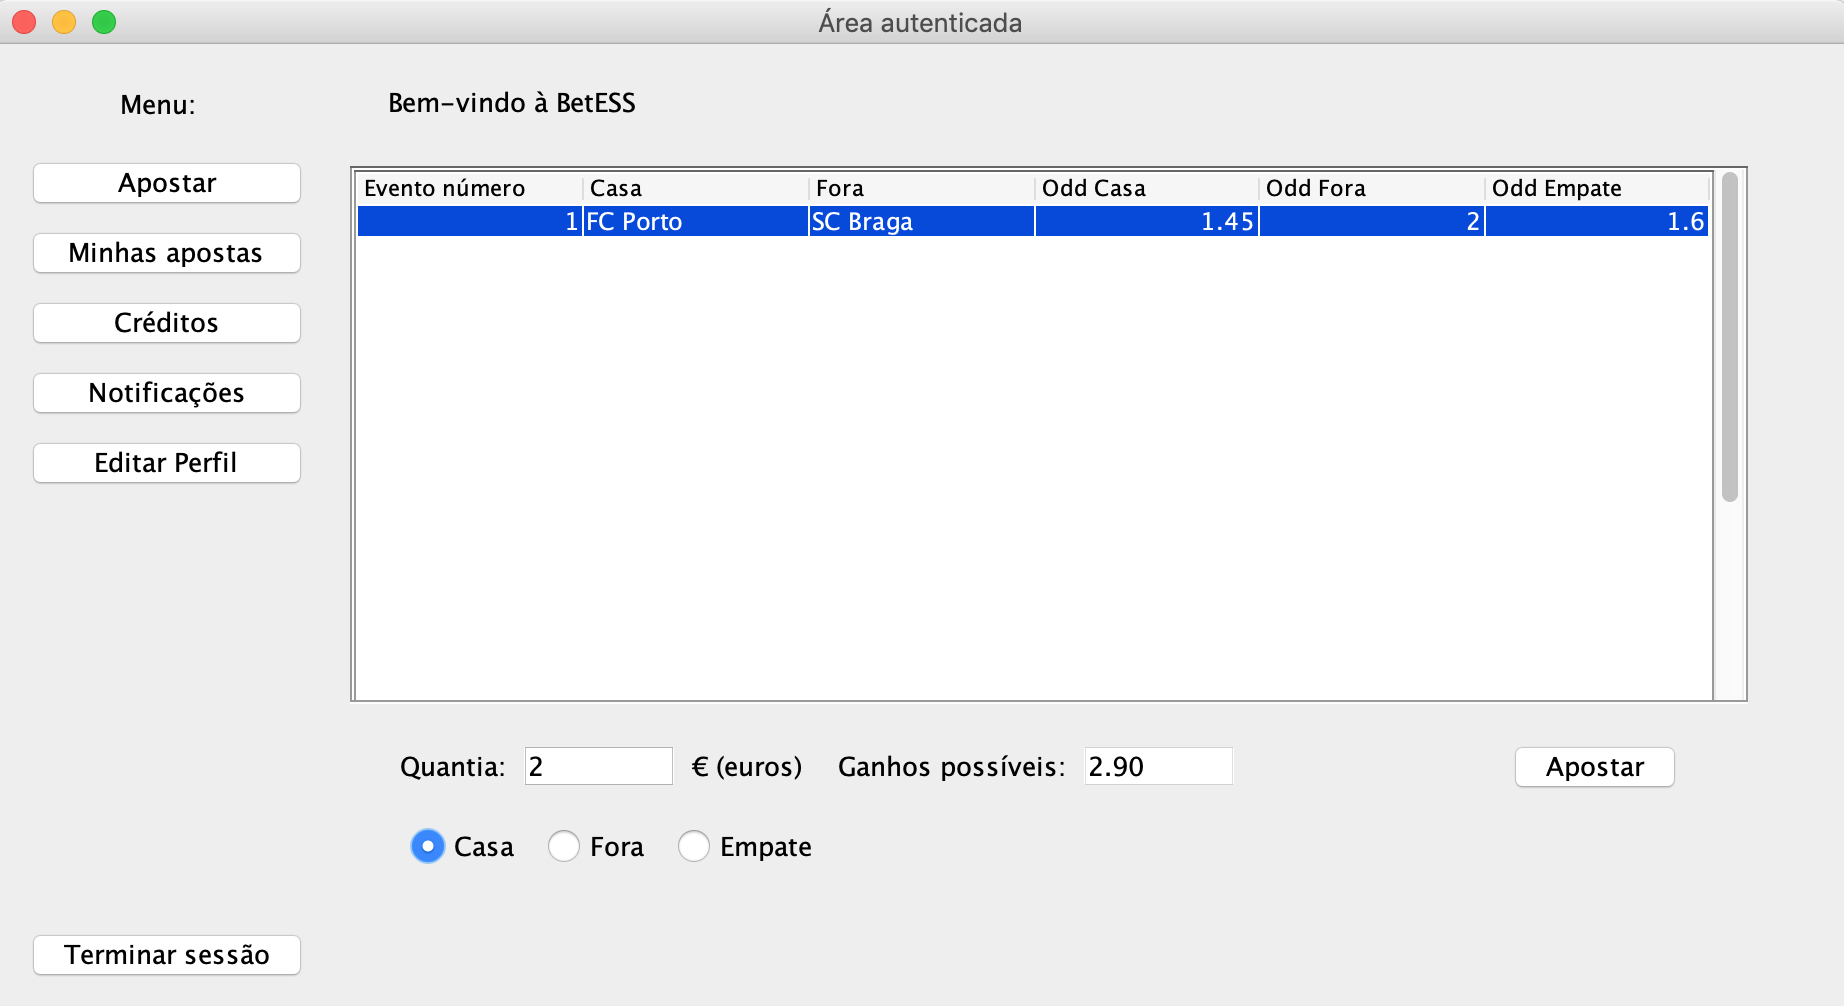 Área autenticada
Menu:
Bem-vindo à BetESS
Apostar
Minhas apostas
Créditos
Notificações
Editar Perfil
Evento número Casa Fora Odd Casa Odd Fora Odd Empate
1 FC Porto SC Braga 1.45 2 1.6
Quantia: 2 € (euros) Ganhos possíveis: 2.90 Apostar
Casa Fora Empate
Terminar sessão